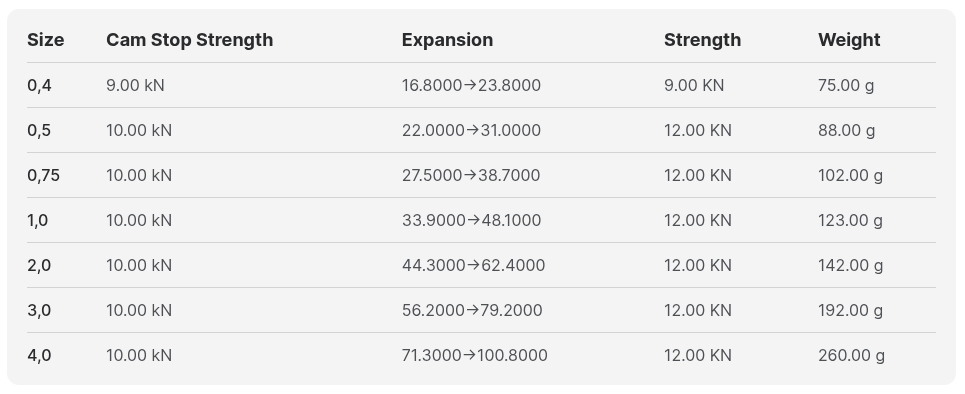 Size Cam Stop Strength Expansion Strength Weight
0,4 9.00 kN 16.8000→23.8000 9.00 KN 75.00 g
0,5 10.00 kN 22.0000→31.0000 12.00 KN 88.00 g
0,75 10.00 kN 27.5000→38.7000 12.00 KN 102.00 g
1,0 10.00 kN 33.9000→48.1000 12.00 KN 123.00 g
2,0 10.00 kN 44.3000→62.4000 12.00 KN 142.00 g
3,0 10.00 kN 56.2000→79.2000 12.00 KN 192.00 g
4,0 10.00 kN 71.3000→100.8000 12.00 KN 260.00 g